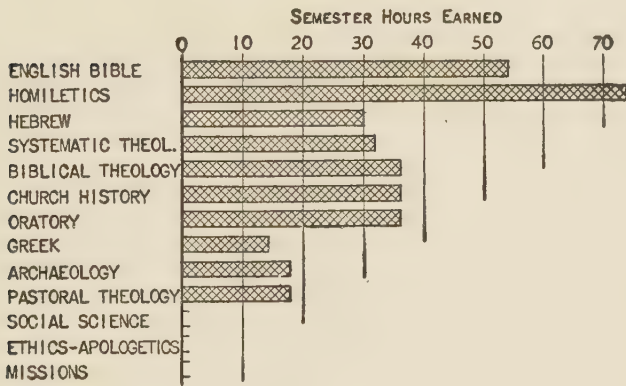 SEMESTER HOURS EARNED
0 10 20 30 40 50 60 70
ENGLISH BIBLE
HOMILETICS
HEBREW
SYSTEMATIC THEOL.
BIBLICAL THEOLOGY
CHURCH HISTORY
ORATORY
GREEK
ARCHAEOLOGY
PASTORAL THEOLOGY
SOCIAL SCIENCE
ETHICS-APOLOGETICS
MISSIONS